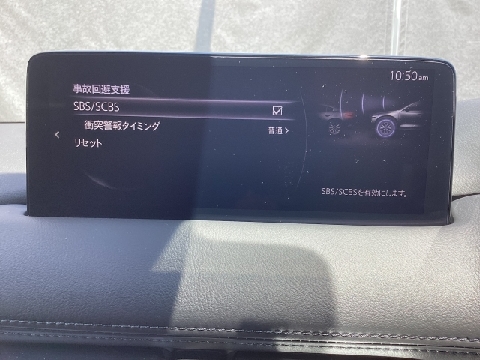 10:50am
事故回避支援
SBS/SCBS
衝突警報タイミング 普通
リセット
SBS/SCBSを有効にします。